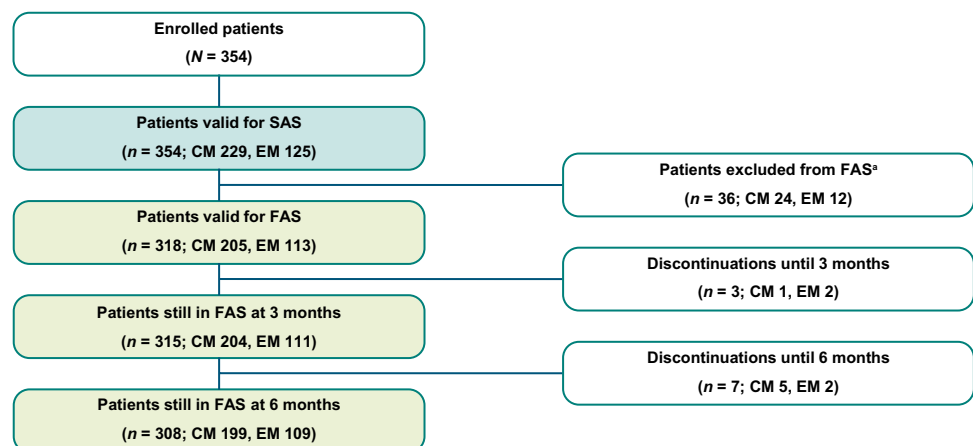 Enrolled patients
(N = 354)
Patients valid for SAS
(n = 354; CM 229, EM 125)
Patients excluded from FASᵃ
(n = 36; CM 24, EM 12)
Patients valid for FAS
(n = 318; CM 205, EM 113)
Discontinuations until 3 months
(n = 3; CM 1, EM 2)
Patients still in FAS at 3 months
(n = 315; CM 204, EM 111)
Discontinuations until 6 months
(n = 7; CM 5, EM 2)
Patients still in FAS at 6 months
(n = 308; CM 199, EM 109)